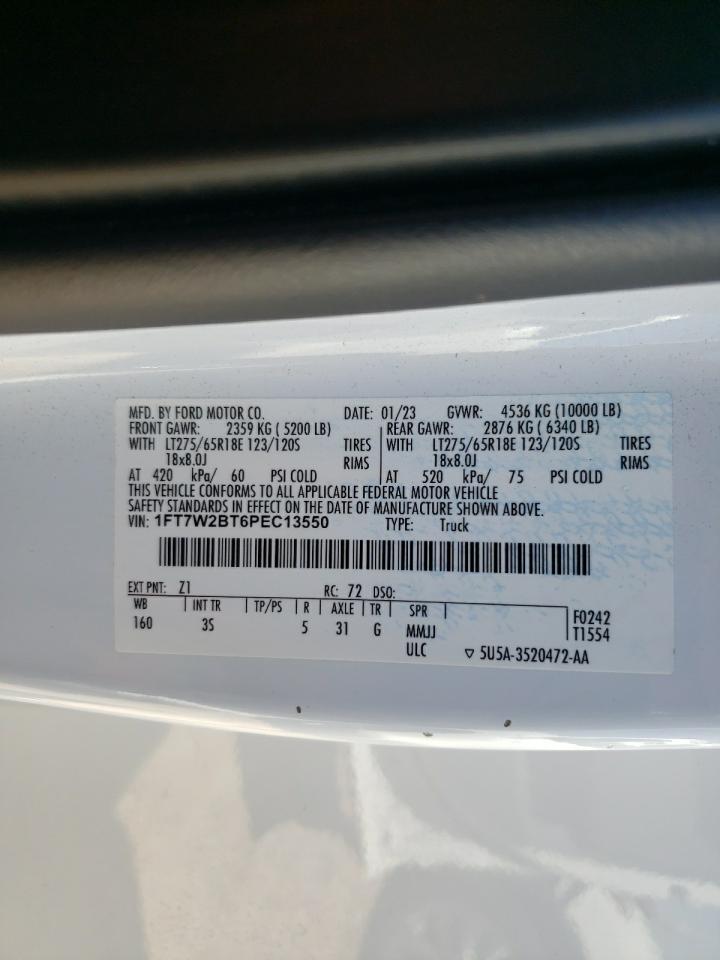 MFD. BY FORD MOTOR CO. DATE: 01/23 GVWR: 4536 KG (10000 LB)
FRONT GAWR: 2359 KG ( 5200 LB) REAR GAWR: 2876 KG ( 6340 LB)
WITH LT275/65R18E 123/120S TIRES WITH LT275/65R18E 123/120S TIRES
18x8.0J RIMS 18x8.0J RIMS
AT 420 kPa/ 60 PSI COLD AT 520 kPa/ 75 PSI COLD
THIS VEHICLE CONFORMS TO ALL APPLICABLE FEDERAL MOTOR VEHICLE
SAFETY STANDARDS IN EFFECT ON THE DATE OF MANUFACTURE SHOWN ABOVE.
VIN: 1FT7W2BT6PEC13550 TYPE: Truck
EXT PNT: Z1 RC: 72 DSO:
WB INT TR TP/PS R AXLE TR SPR F0242
160 3S 5 31 G MMJJ T1554
ULC ▽ 5U5A-3520472-AA